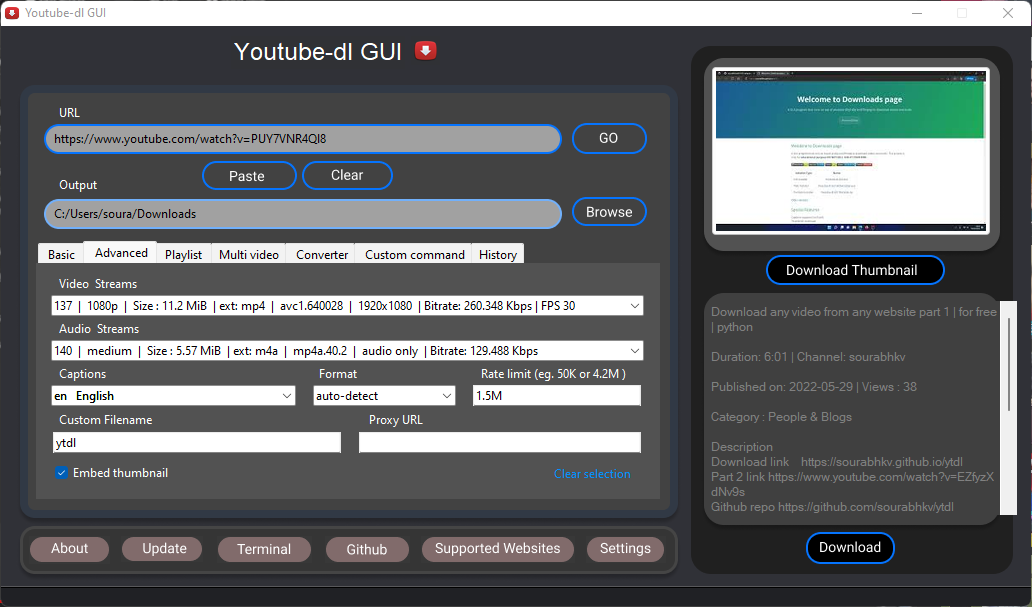 Youtube-dl GUI
Youtube-dl GUI
URL
https://www.youtube.com/watch?v=PUY7VNR4QI8
GO
Paste
Clear
Output
C:/Users/soura/Downloads
Browse
Basic
Advanced
Playlist
Multi video
Converter
Custom command
History
Video Streams
137 | 1080p | Size : 11.2 MiB | ext: mp4 | avc1.640028 | 1920x1080 | Bitrate: 260.348 Kbps | FPS 30
Audio Streams
140 | medium | Size : 5.57 MiB | ext: m4a | mp4a.40.2 | audio only | Bitrate: 129.488 Kbps
Captions
Format
Rate limit (eg. 50K or 4.2M )
en English
auto-detect
1.5M
Custom Filename
Proxy URL
ytdl
Embed thumbnail
Clear selection
About
Update
Terminal
Github
Supported Websites
Settings
Welcome to Downloads page
Welcome to Downloads page
Download Thumbnail
Download any video from any website part 1 | for free
| python
Duration: 6:01 | Channel: sourabhkv
Published on: 2022-05-29 | Views : 38
Category : People & Blogs
Description
Download link https://sourabhkv.github.io/ytdl
Part 2 link https://www.youtube.com/watch?v=EZfyzX
dNv9s
Github repo https://github.com/sourabhkv/ytdl
Download